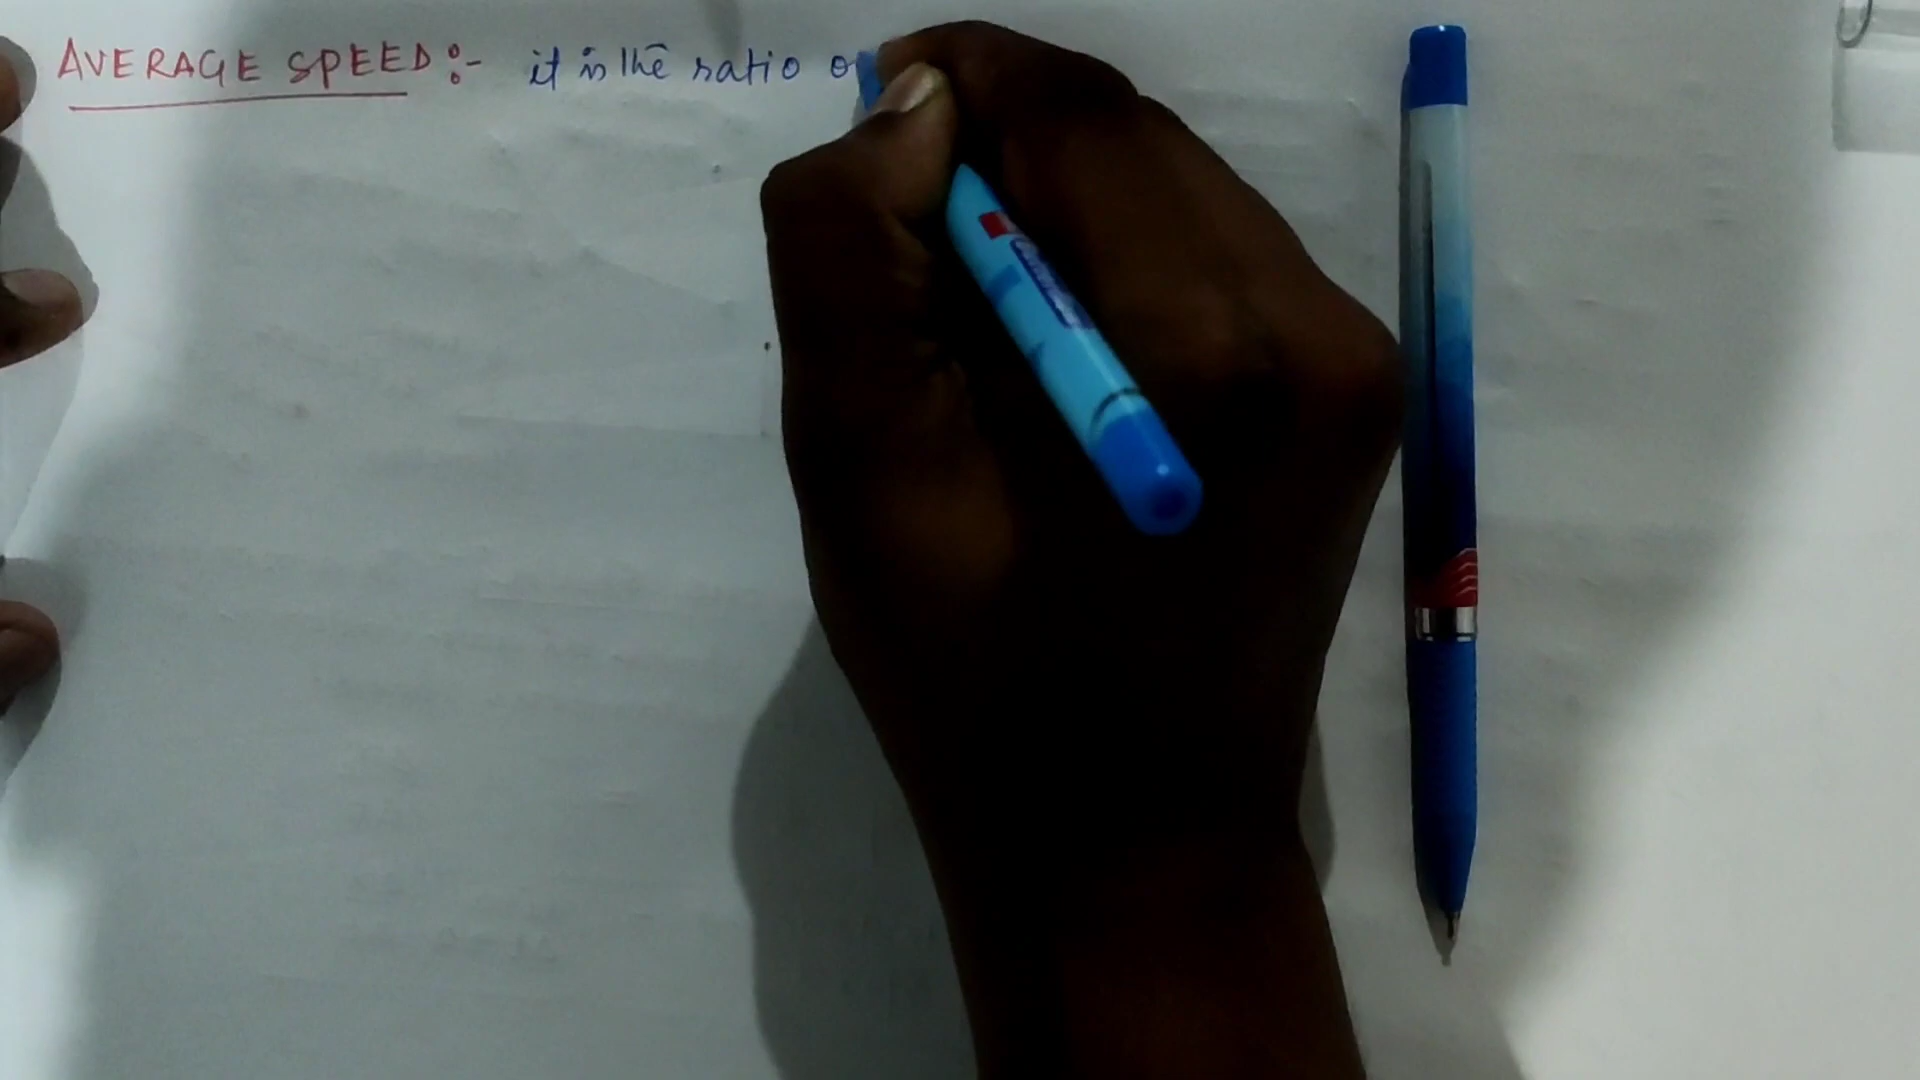 AVERAGE SPEED :- it is the ratio o